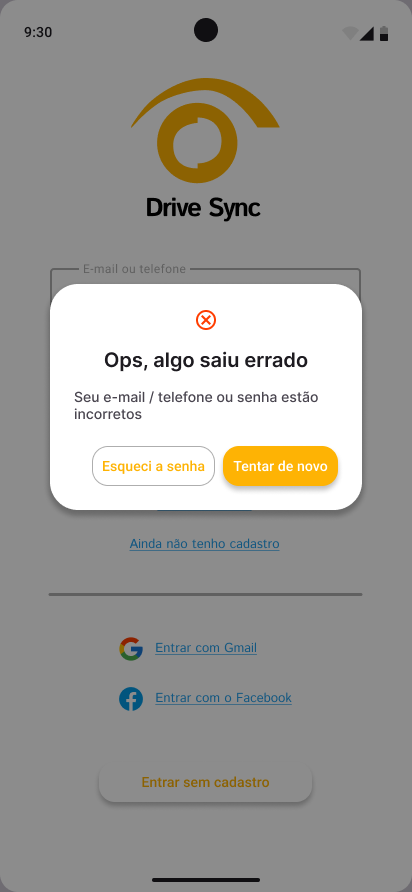 9:30
Drive Sync
E-mail ou telefone
Ops, algo saiu errado
Seu e-mail / telefone ou senha estão
incorretos
Esqueci a senha
Tentar de novo
Ainda não tenho cadastro
Entrar com Gmail
Entrar com o Facebook
Entrar sem cadastro